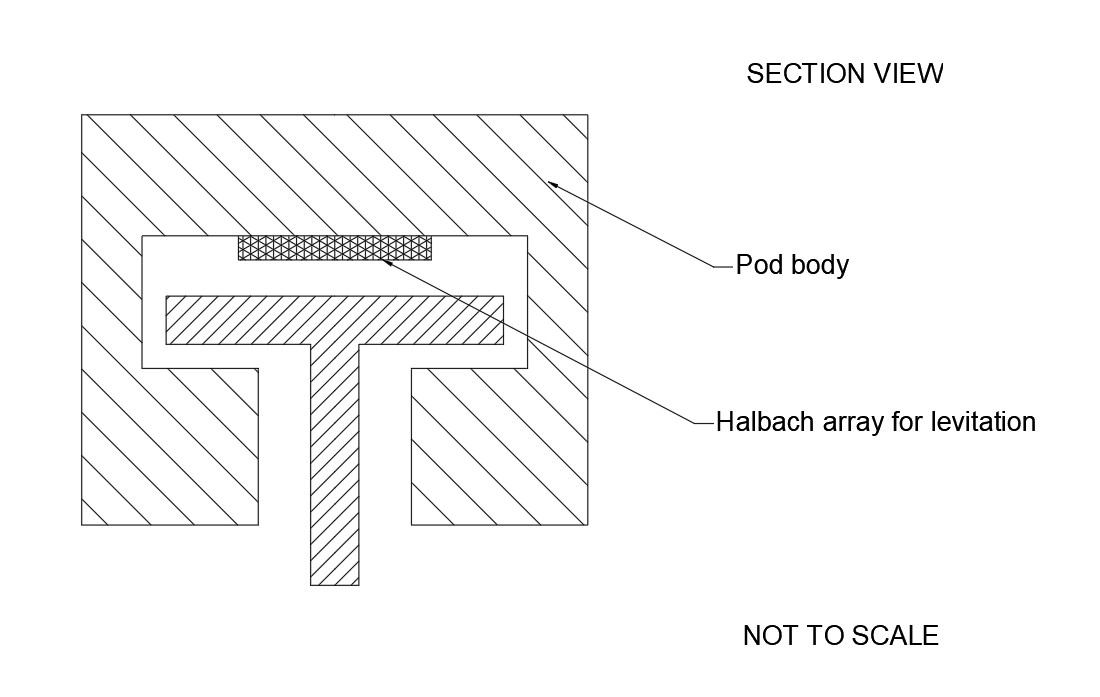 SECTION VIEW
Pod body
Halbach array for levitation
NOT TO SCALE